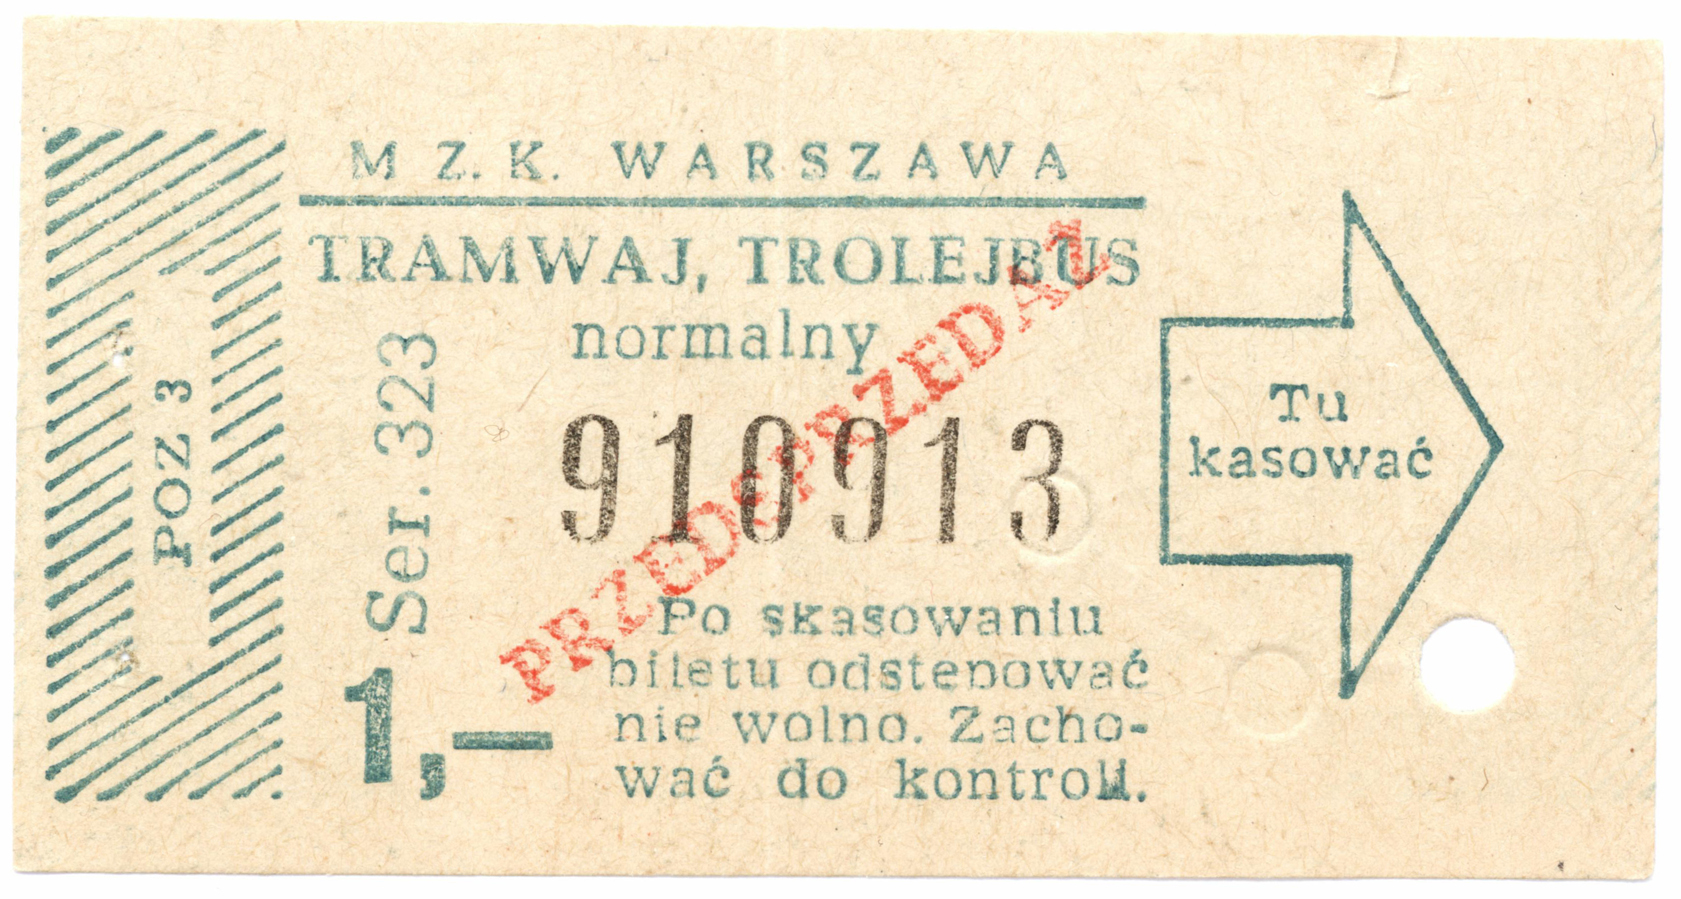 M Z. K. WARSZAWA
TRAMWAJ, TROLEJBUS
normalny
910913
PRZEDEPRZEDAŻ
POZ 3
Ser. 323
1,—
Po skasowaniu
biletu odstepować
nie wolno. Zacho-
wać do kontroli.
Tu
kasować